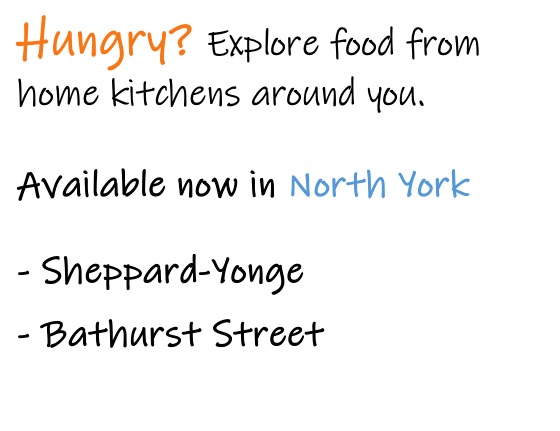 Hungry? Explore food from
home kitchens around you.
Available now in North York
- Sheppard-Yonge
- Bathurst Street